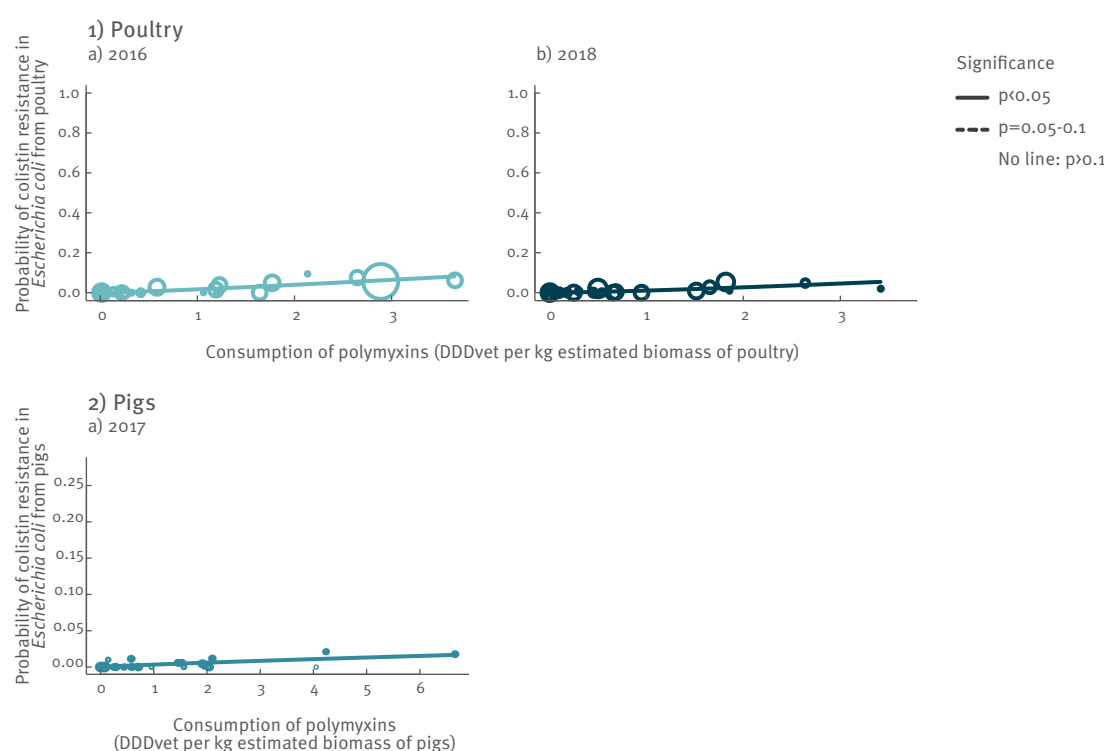 1) Poultry
a) 2016
b) 2018
Probability of colistin resistance in
Escherichia coli from poultry
1.0
0.8
0.6
0.4
0.2
0.0
0
1
2
3
1.0
0.8
0.6
0.4
0.2
0.0
0
1
2
3
Consumption of polymyxins (DDDvet per kg estimated biomass of poultry)
Significance
p<0.05
p=0.05-0.1
No line: p>0.1
2) Pigs
a) 2017
Probability of colistin resistance in
Escherichia coli from pigs
0.25
0.20
0.15
0.10
0.05
0.00
0
1
2
3
4
5
6
Consumption of polymyxins
(DDDvet per kg estimated biomass of pigs)